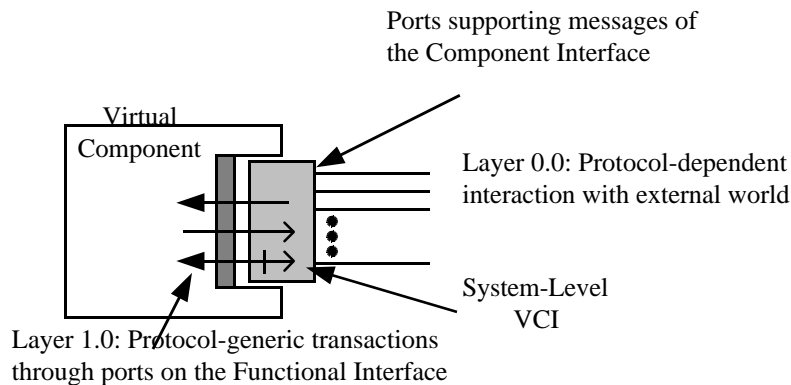 Ports supporting messages of
the Component Interface
Virtual
Component
Layer 0.0: Protocol-dependent
interaction with external world
System-Level
VCI
Layer 1.0: Protocol-generic transactions
through ports on the Functional Interface